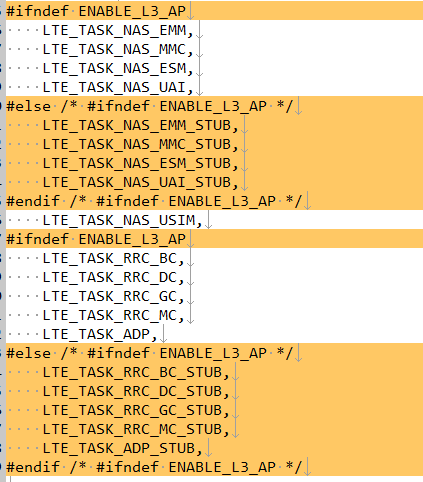 #ifndef ENABLE_L3_AP
LTE_TASK_NAS_EMM,
LTE_TASK_NAS_MMC,
LTE_TASK_NAS_ESM,
LTE_TASK_NAS_UAI,
#else /* #ifndef ENABLE_L3_AP */
LTE_TASK_NAS_EMM_STUB,
LTE_TASK_NAS_MMC_STUB,
LTE_TASK_NAS_ESM_STUB,
LTE_TASK_NAS_UAI_STUB,
#endif /* #ifndef ENABLE_L3_AP */
LTE_TASK_NAS_USIM,
#ifndef ENABLE_L3_AP
LTE_TASK_RRC_BC,
LTE_TASK_RRC_DC,
LTE_TASK_RRC_GC,
LTE_TASK_RRC_MC,
LTE_TASK_ADP,
#else /* #ifndef ENABLE_L3_AP */
LTE_TASK_RRC_BC_STUB,
LTE_TASK_RRC_DC_STUB,
LTE_TASK_RRC_GC_STUB,
LTE_TASK_RRC_MC_STUB,
LTE_TASK_ADP_STUB,
#endif /* #ifndef ENABLE_L3_AP */